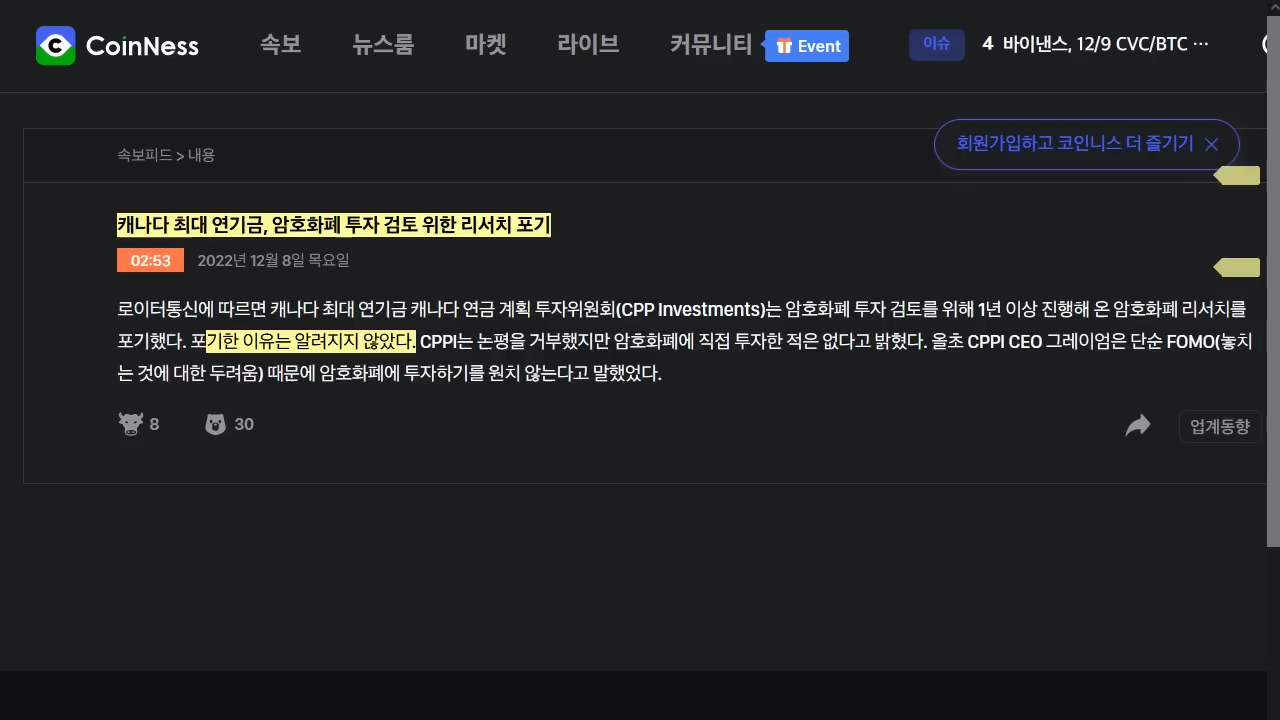 CoinNess 속보 뉴스룸 마켓 라이브 커뮤니티 Event 이슈 4 바이낸스, 12/9 CVC/BTC ···
속보피드 > 내용
회원가입하고 코인니스 더 즐기기 ×
캐나다 최대 연기금, 암호화폐 투자 검토 위한 리서치 포기
02:53 2022년 12월 8일 목요일
로이터통신에 따르면 캐나다 최대 연기금 캐나다 연금 계획 투자위원회(CPP Investments)는 암호화폐 투자 검토를 위해 1년 이상 진행해 온 암호화폐 리서치를
포기했다. 포기한 이유는 알려지지 않았다. CPPI는 논평을 거부했지만 암호화폐에 직접 투자한 적은 없다고 밝혔다. 올초 CPPI CEO 그레이엄은 단순 FOMO(놓치
는 것에 대한 두려움) 때문에 암호화폐에 투자하기를 원치 않는다고 말했었다.
8 30 업계동향